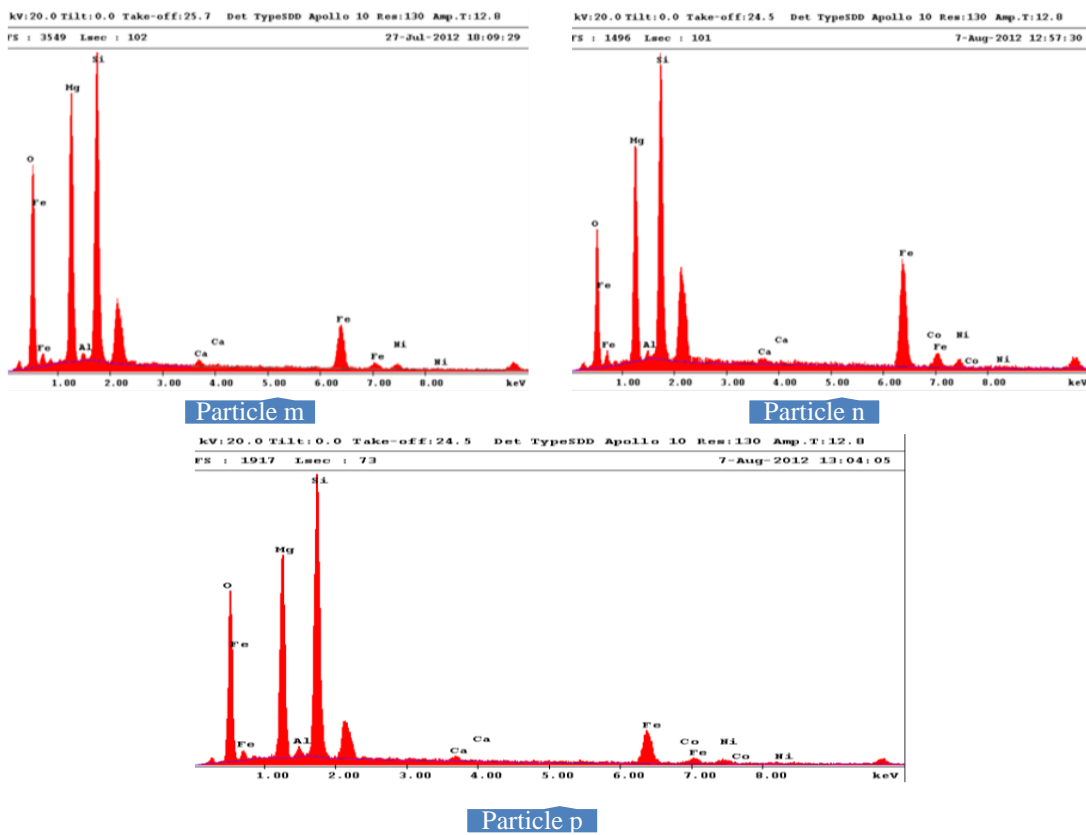 kV:20.0 Tilt:0.0 Take-off:25.7 Det TypeSDD Apollo 10 Res:130 Amp.T:12.8
FS : 3549 Lsec : 102 27-Jul-2012 18:09:29
Si
Mg
O
Fe
Fe
Fe Al Ca Ca Fe Ni Ni
1.00 2.00 3.00 4.00 5.00 6.00 7.00 8.00 keV
Particle m
kV:20.0 Tilt:0.0 Take-off:24.5 Det TypeSDD Apollo 10 Res:130 Amp.T:12.8
FS : 1496 Lsec : 101 7-Aug-2012 12:57:30
Si
Mg
O
Fe
Fe
Co Ni
Fe Al Ca Ca Fe Co Ni
1.00 2.00 3.00 4.00 5.00 6.00 7.00 8.00 keV
Particle n
kV:20.0 Tilt:0.0 Take-off:24.5 Det TypeSDD Apollo 10 Res:130 Amp.T:12.8
FS : 1917 Lsec : 73 7-Aug-2012 13:04:05
Si
Mg
O
Fe
Fe
Fe Al Ca Co Ni
Ca Fe Co Ni
1.00 2.00 3.00 4.00 5.00 6.00 7.00 8.00 keV
Particle p